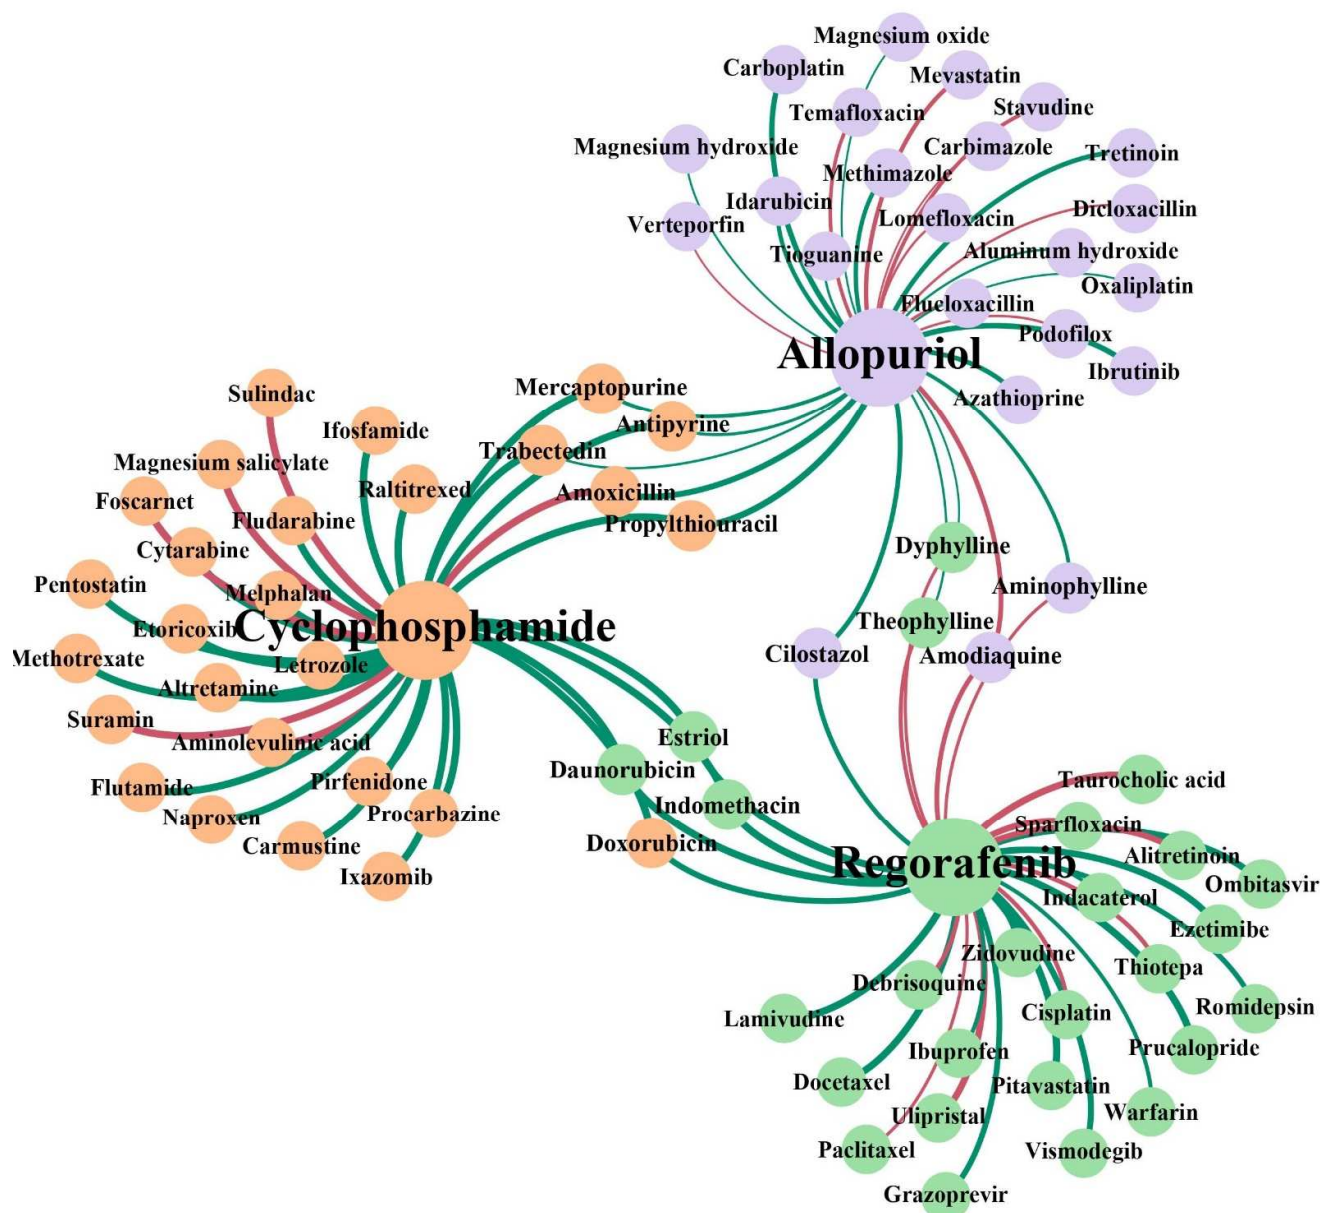 Magnesium oxide
Carboplatin
Mevastatin
Temafloxacin
Stavudine
Magnesium hydroxide
Carbimazole
Tretinoin
Methimazole
Idarubicin
Lomefloxacin
Dicloxacillin
Verteporfin
Tioguanine
Aluminum hydroxide
Oxaliplatin
Flucloxacillin
Podofilox
Allopuriol
Ibrutinib
Azathioprine
Mercaptopurine
Sulindac
Antipyrine
Ifosfamide
Trabectedin
Magnesium salicylate
Raltitrexed
Amoxicillin
Foscarnet
Fludarabine
Propylthiouracil
Cytarabine
Dyphylline
Pentostatin
Melphalan
Aminophylline
Theophylline
Etoricoxib
Cyclophosphamide
Cilostazol
Amodiaquine
Methotrexate
Letrozole
Altretamine
Suramin
Aminolevulinic acid
Estriol
Daunorubicin
Flutamide
Pirfenidone
Taurocholic acid
Naproxen
Procarbazine
Indomethacin
Sparfloxacin
Carmustine
Doxorubicin
Alitretinoin
Regorafenib
Ixazomib
Ombitasvir
Indacaterol
Ezetimibe
Zidovudine
Thiotepa
Debrisoquine
Romidepsin
Lamivudine
Cisplatin
Prucalopride
Ibuprofen
Docetaxel
Pitavastatin
Ulipristal
Warfarin
Paclitaxel
Vismodegib
Grazoprevir